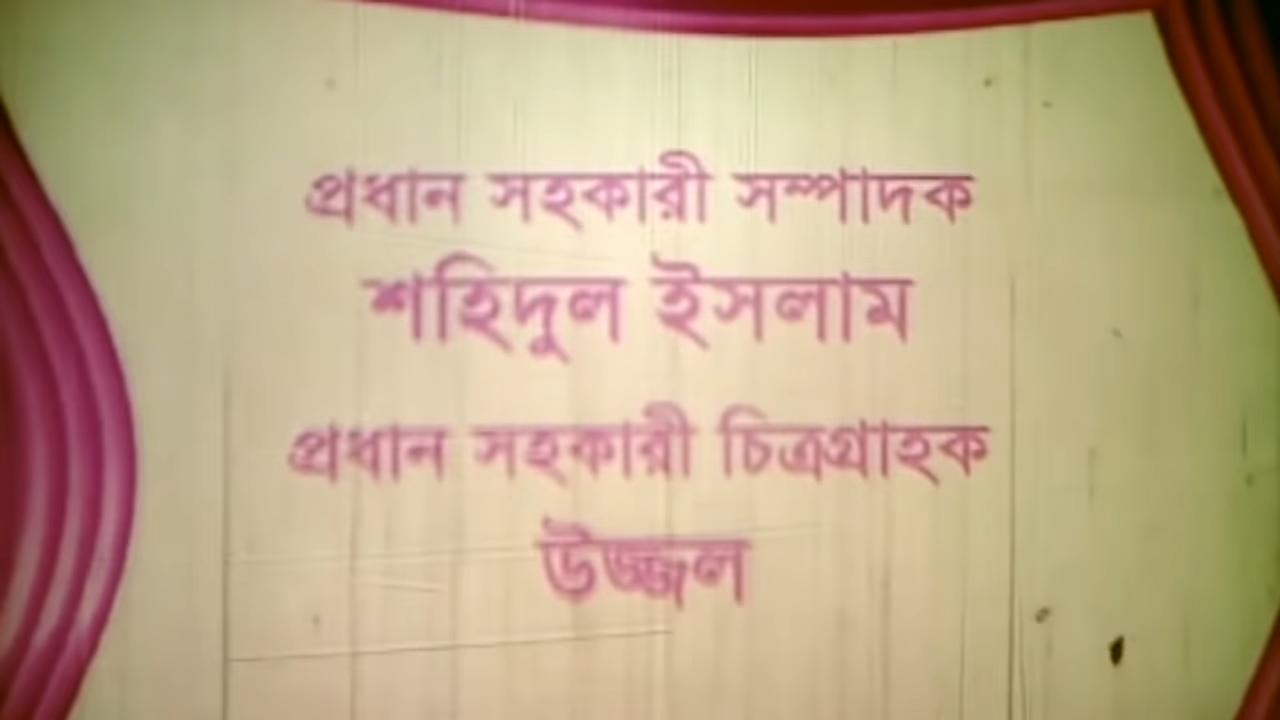 প্রধান সহকারী সম্পাদক
শহিদুল ইসলাম
প্রধান সহকারী চিত্রগ্রাহক
উজ্জল